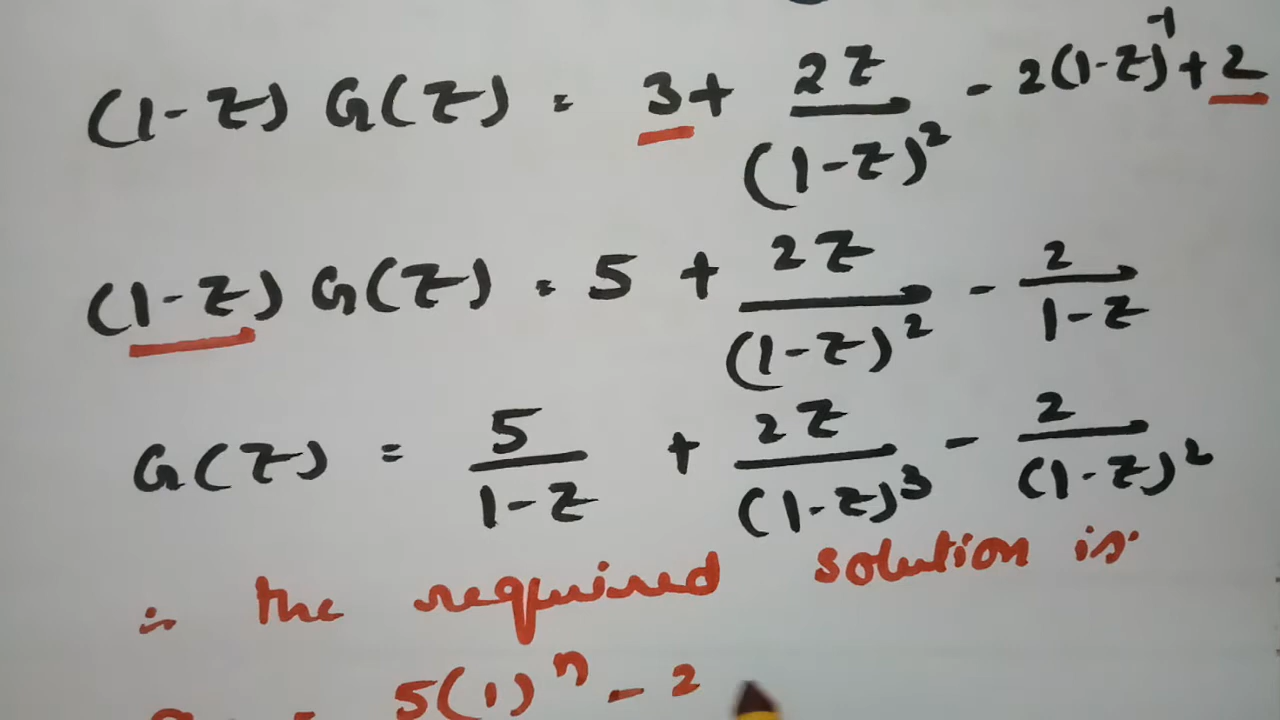 (1-z) G(z) = 3 + 2z/(1-z)² - 2(1-z)⁻¹ + 2
(1-z) G(z) = 5 + 2z/(1-z)² - 2/(1-z)
G(z) = 5/(1-z) + 2z/(1-z)³ - 2/(1-z)²
∴ the required solution is
5(1)ⁿ - 2